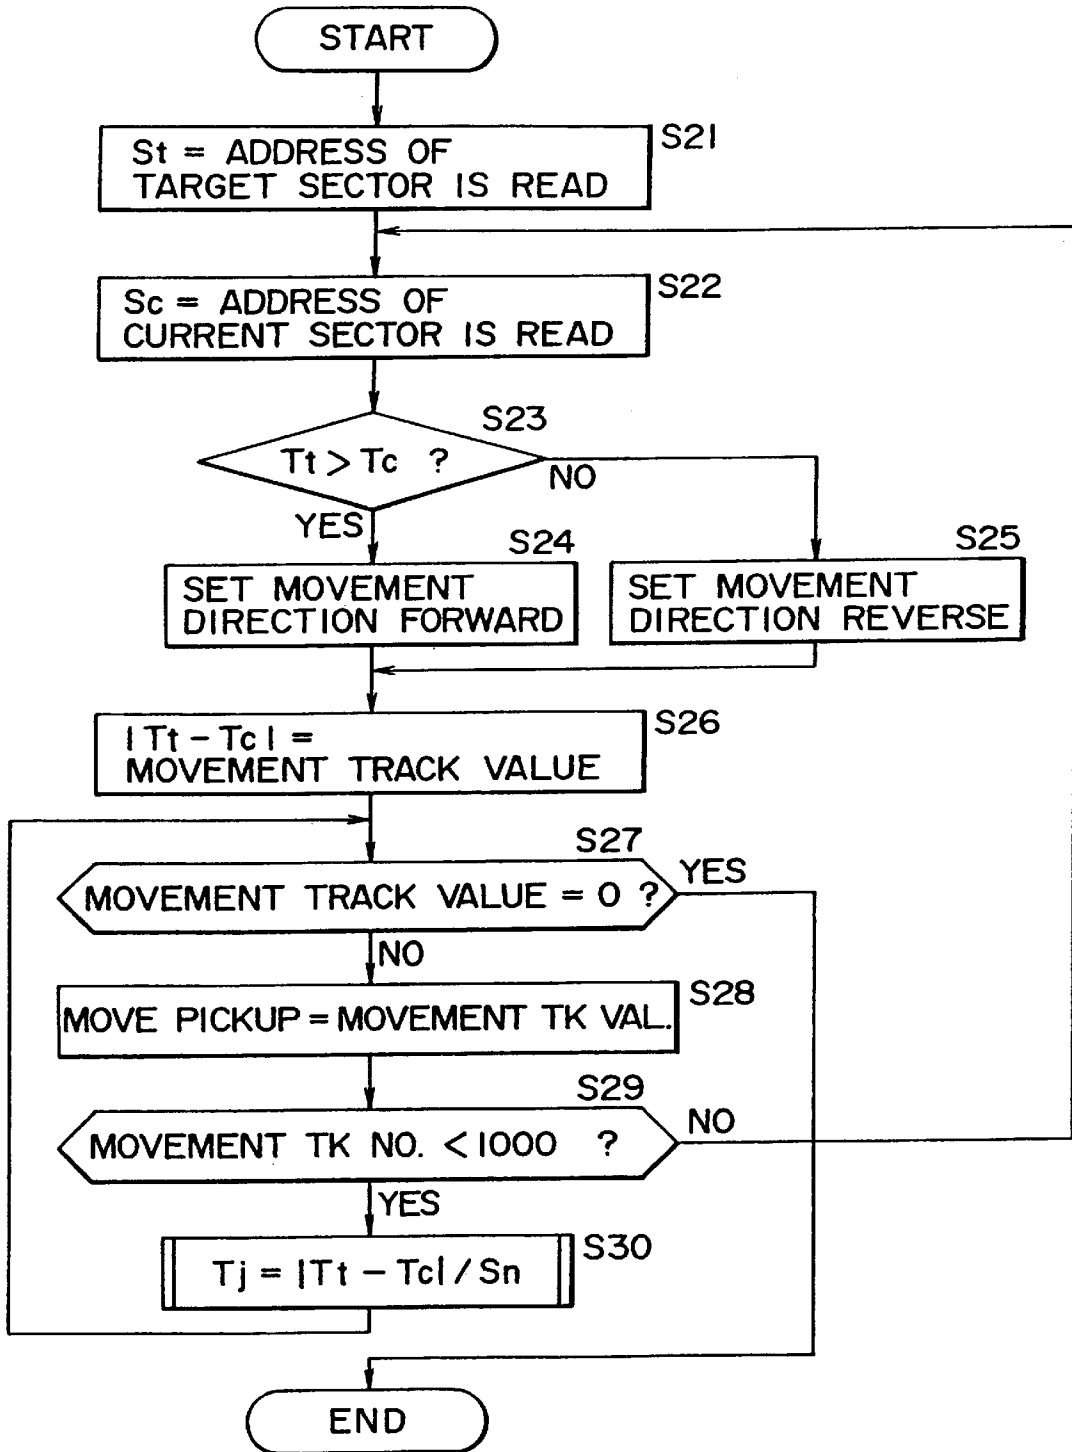 START
S21
St = ADDRESS OF
TARGET SECTOR IS READ
S22
Sc = ADDRESS OF
CURRENT SECTOR IS READ
S23
Tt > Tc ?
NO
YES
S24
SET MOVEMENT
DIRECTION FORWARD
S25
SET MOVEMENT
DIRECTION REVERSE
S26
|Tt - Tc| =
MOVEMENT TRACK VALUE
S27
MOVEMENT TRACK VALUE = 0 ?
YES
NO
S28
MOVE PICKUP = MOVEMENT TK VAL.
S29
MOVEMENT TK NO. < 1000 ?
NO
YES
S30
Tj = |Tt - Tc| / Sn
END